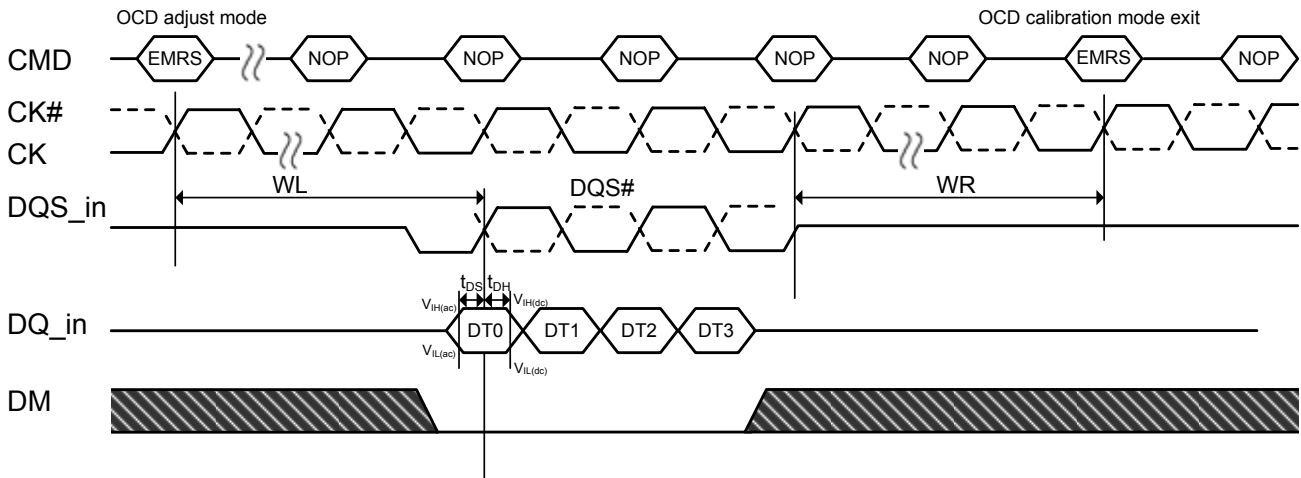 OCD adjust mode OCD calibration mode exit
CMD EMRS NOP NOP NOP NOP NOP EMRS NOP
CK#
CK
WL DQS# WR
DQS_in
tDS tDH
VIH(ac) VIH(dc)
DQ_in DT0 DT1 DT2 DT3
VIL(ac) VIL(dc)
DM